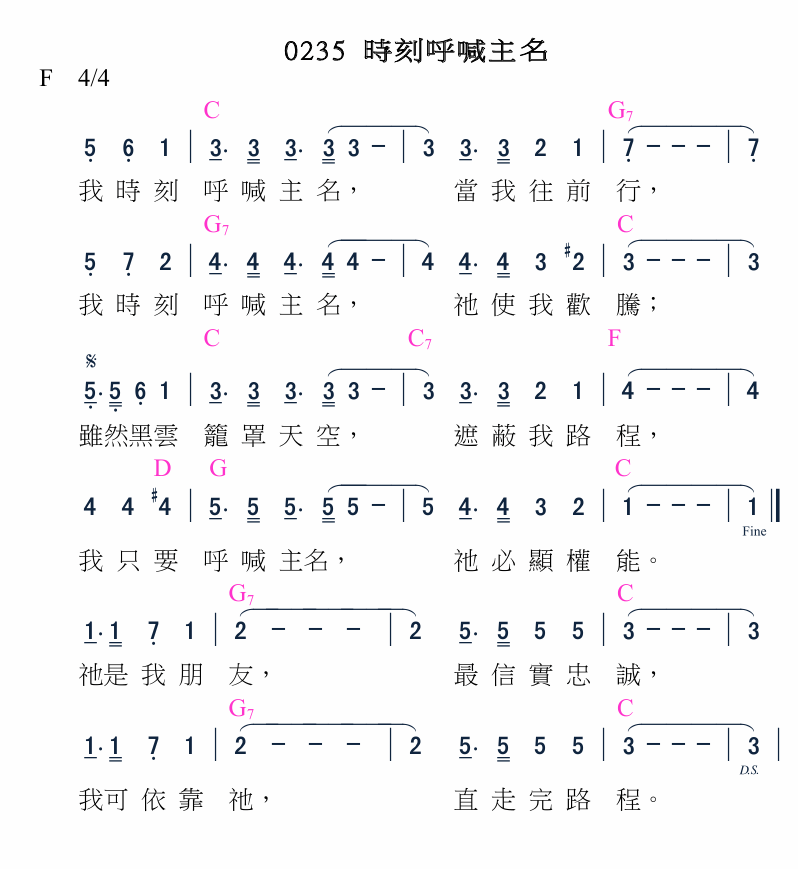 0235 時刻呼喊主名
F 4/4
C G7
5 6 1 | 3· 3 3· 3 3 – | 3 3· 3 2 1 | 7 – – – | 7
我時刻 呼喊主名， 當我往前 行，
G7 C
5 7 2 | 4· 4 4· 4 4 – | 4 4· 4 3 #2 | 3 – – – | 3
我時刻 呼喊主名， 祂使我歡 騰；
C C7 F
𝄋
5· 5 6 1 | 3· 3 3· 3 3 – | 3 3· 3 2 1 | 4 – – – | 4
雖然黑雲 籠罩天空， 遮蔽我路 程，
D G C
4 4 #4 | 5· 5 5· 5 5 – | 5 4· 4 3 2 | 1 – – – | 1
Fine
我只要 呼喊主名， 祂必顯權 能。
G7 C
1· 1 7 1 | 2 – – – | 2 5· 5 5 5 | 3 – – – | 3
祂是我朋 友， 最信實忠 誠，
G7 C
1· 1 7 1 | 2 – – – | 2 5· 5 5 5 | 3 – – – | 3 |
D.S.
我可依靠 祂， 直走完路 程。